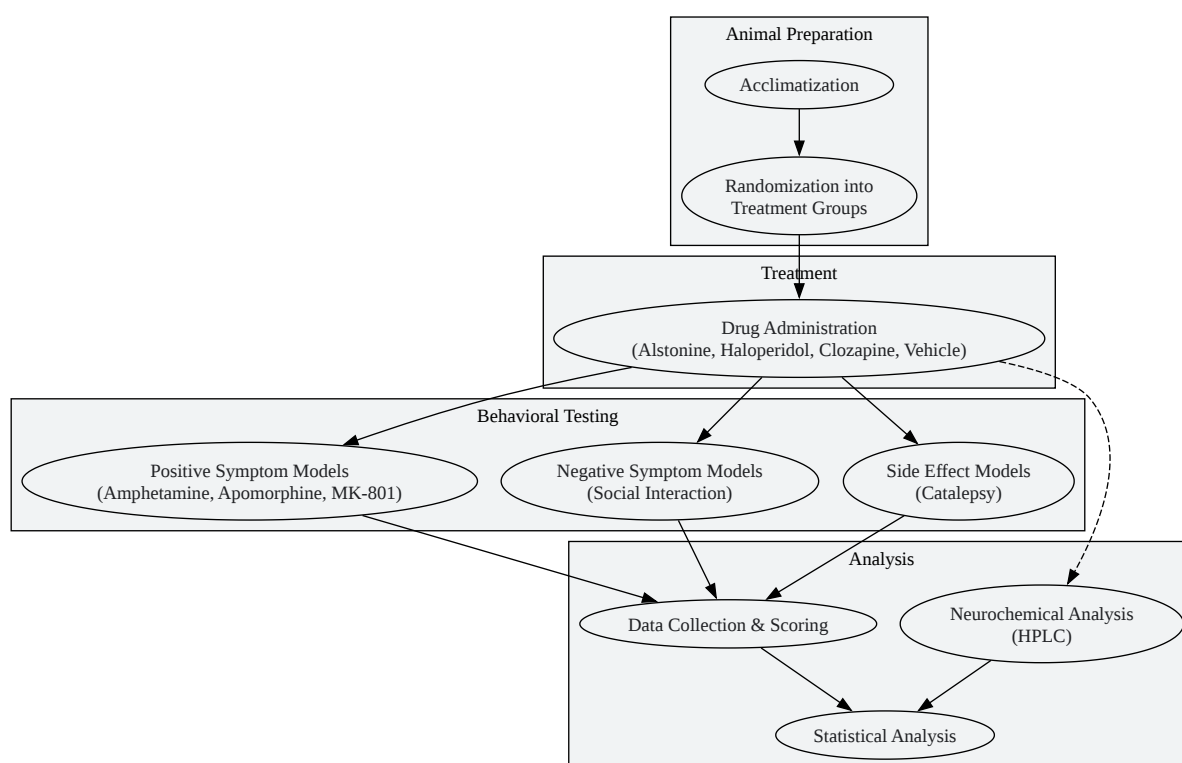 Animal Preparation
Acclimatization
Randomization into
Treatment Groups
Treatment
Drug Administration
(Alstonine, Haloperidol, Clozapine, Vehicle)
Behavioral Testing
Positive Symptom Models
(Amphetamine, Apomorphine, MK-801)
Negative Symptom Models
(Social Interaction)
Side Effect Models
(Catalepsy)
Analysis
Data Collection & Scoring
Neurochemical Analysis
(HPLC)
Statistical Analysis